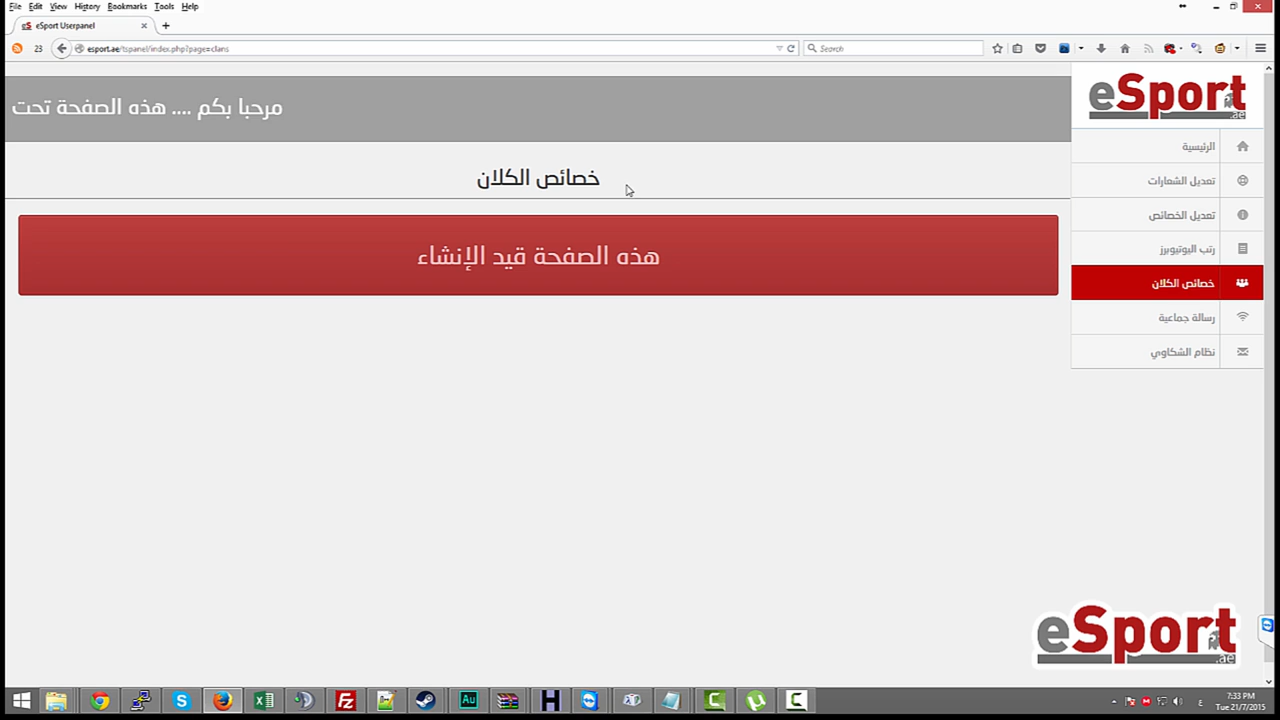 File Edit View History Bookmarks Tools Help
eS eSport Userpanel
23 esport.ae/tspanel/index.php?page=clans Search
eSport
.ae
مرحبا بكم .... هذه الصفحة تحت
خصائص الكلان
هذه الصفحة قيد الإنشاء
الرئيسية
تعديل الشعارات
تعديل الخصائص
رتب اليوتيوبرز
خصائص الكلان
رسالة جماعية
نظام الشكاوي
eSport
.ae
7:33 PM
Tue 21/7/2015